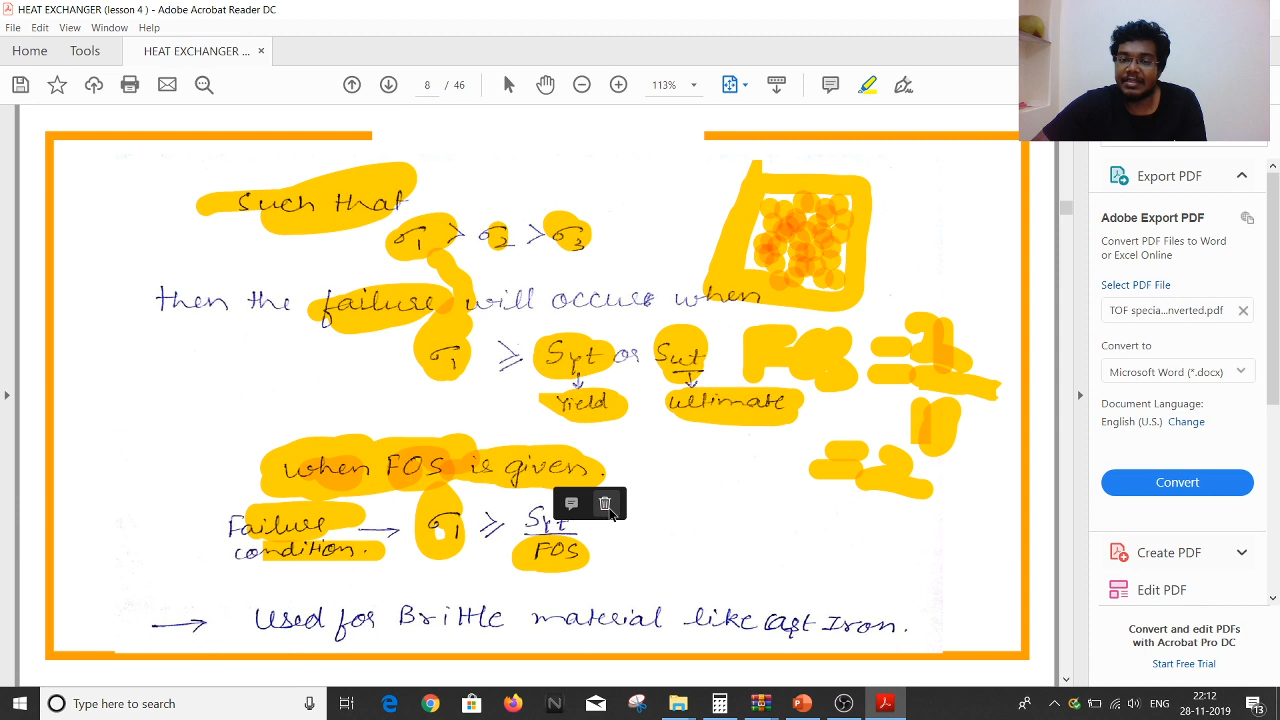 HEAT EXCHANGER (lesson 4 ) - Adobe Acrobat Reader DC
File Edit View Window Help
Home Tools HEAT EXCHANGER ... ×
8 / 46 113%
Such that
σ1 > σ2 > σ3
then the failure will occur when
σ1 ≥ Syt or Sut
Yield ultimate
when FOS is given.
Failure condition. → σ1 ≥ Syt / FOS
→ Used for Brittle material like Cast Iron.
Export PDF
Adobe Export PDF
Convert PDF Files to Word
or Excel Online
Select PDF File
TOF specia...nverted.pdf
Convert to
Microsoft Word (*.docx)
Document Language:
English (U.S.) Change
Convert
Create PDF
Edit PDF
Convert and edit PDFs
with Acrobat Pro DC
Start Free Trial
Type here to search
ENG
22:12
28-11-2019
13